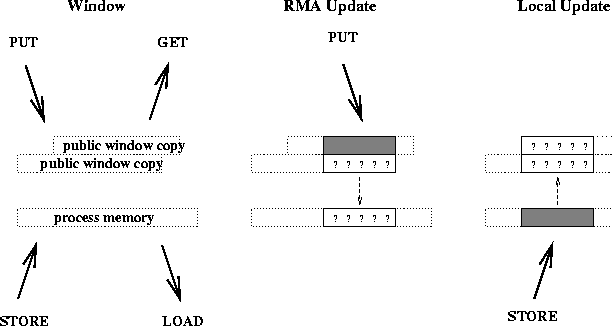 Window
RMA Update
Local Update
PUT
GET
PUT
public window copy
public window copy
? ? ? ? ?
? ? ? ? ?
? ? ? ? ?
process memory
? ? ? ? ?
STORE
LOAD
STORE